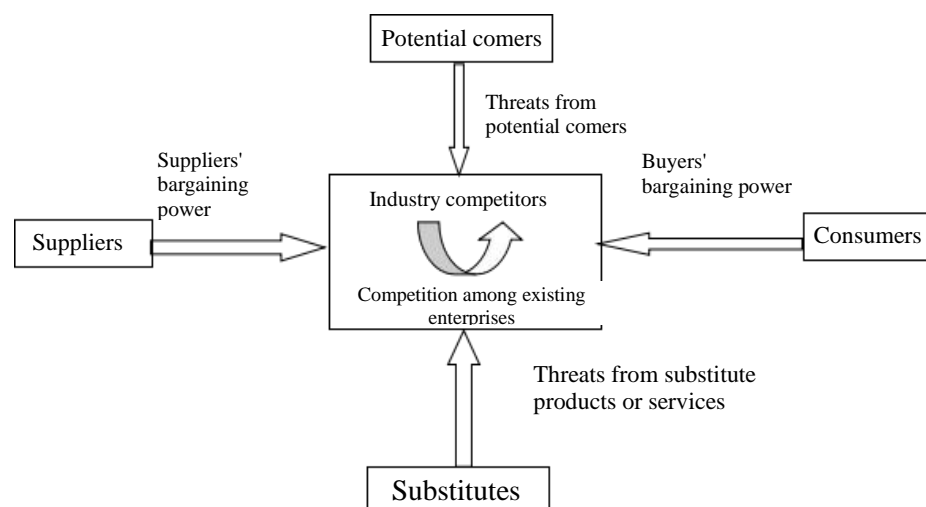 Potential comers
Threats from
potential comers
Suppliers'
bargaining
power
Buyers'
bargaining power
Industry competitors
Suppliers
Consumers
Competition among existing
enterprises
Threats from substitute
products or services
Substitutes